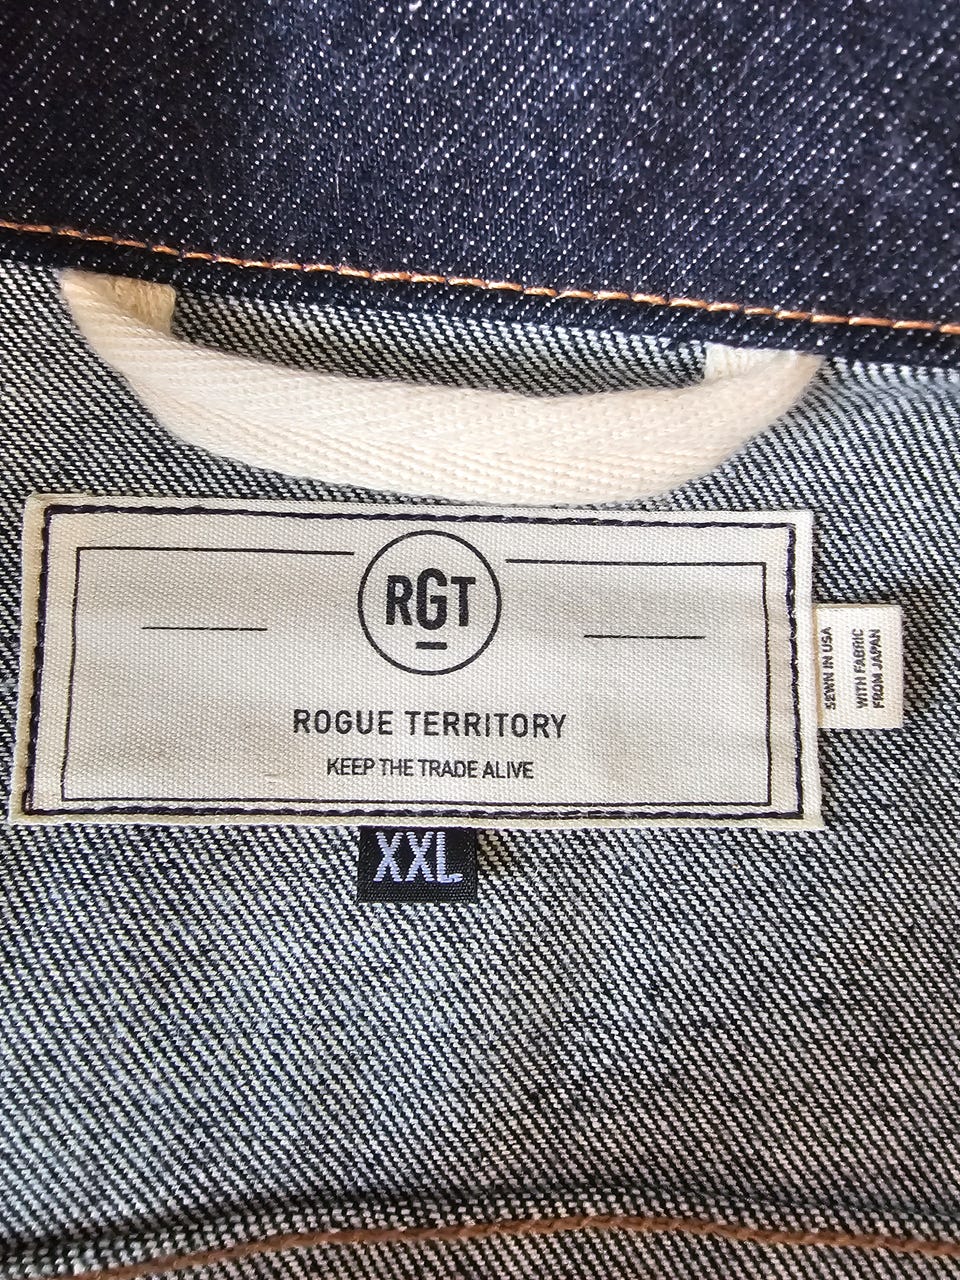 RGT
ROGUE TERRITORY
KEEP THE TRADE ALIVE
XXL
SEWN IN USA
WITH FABRIC
FROM JAPAN